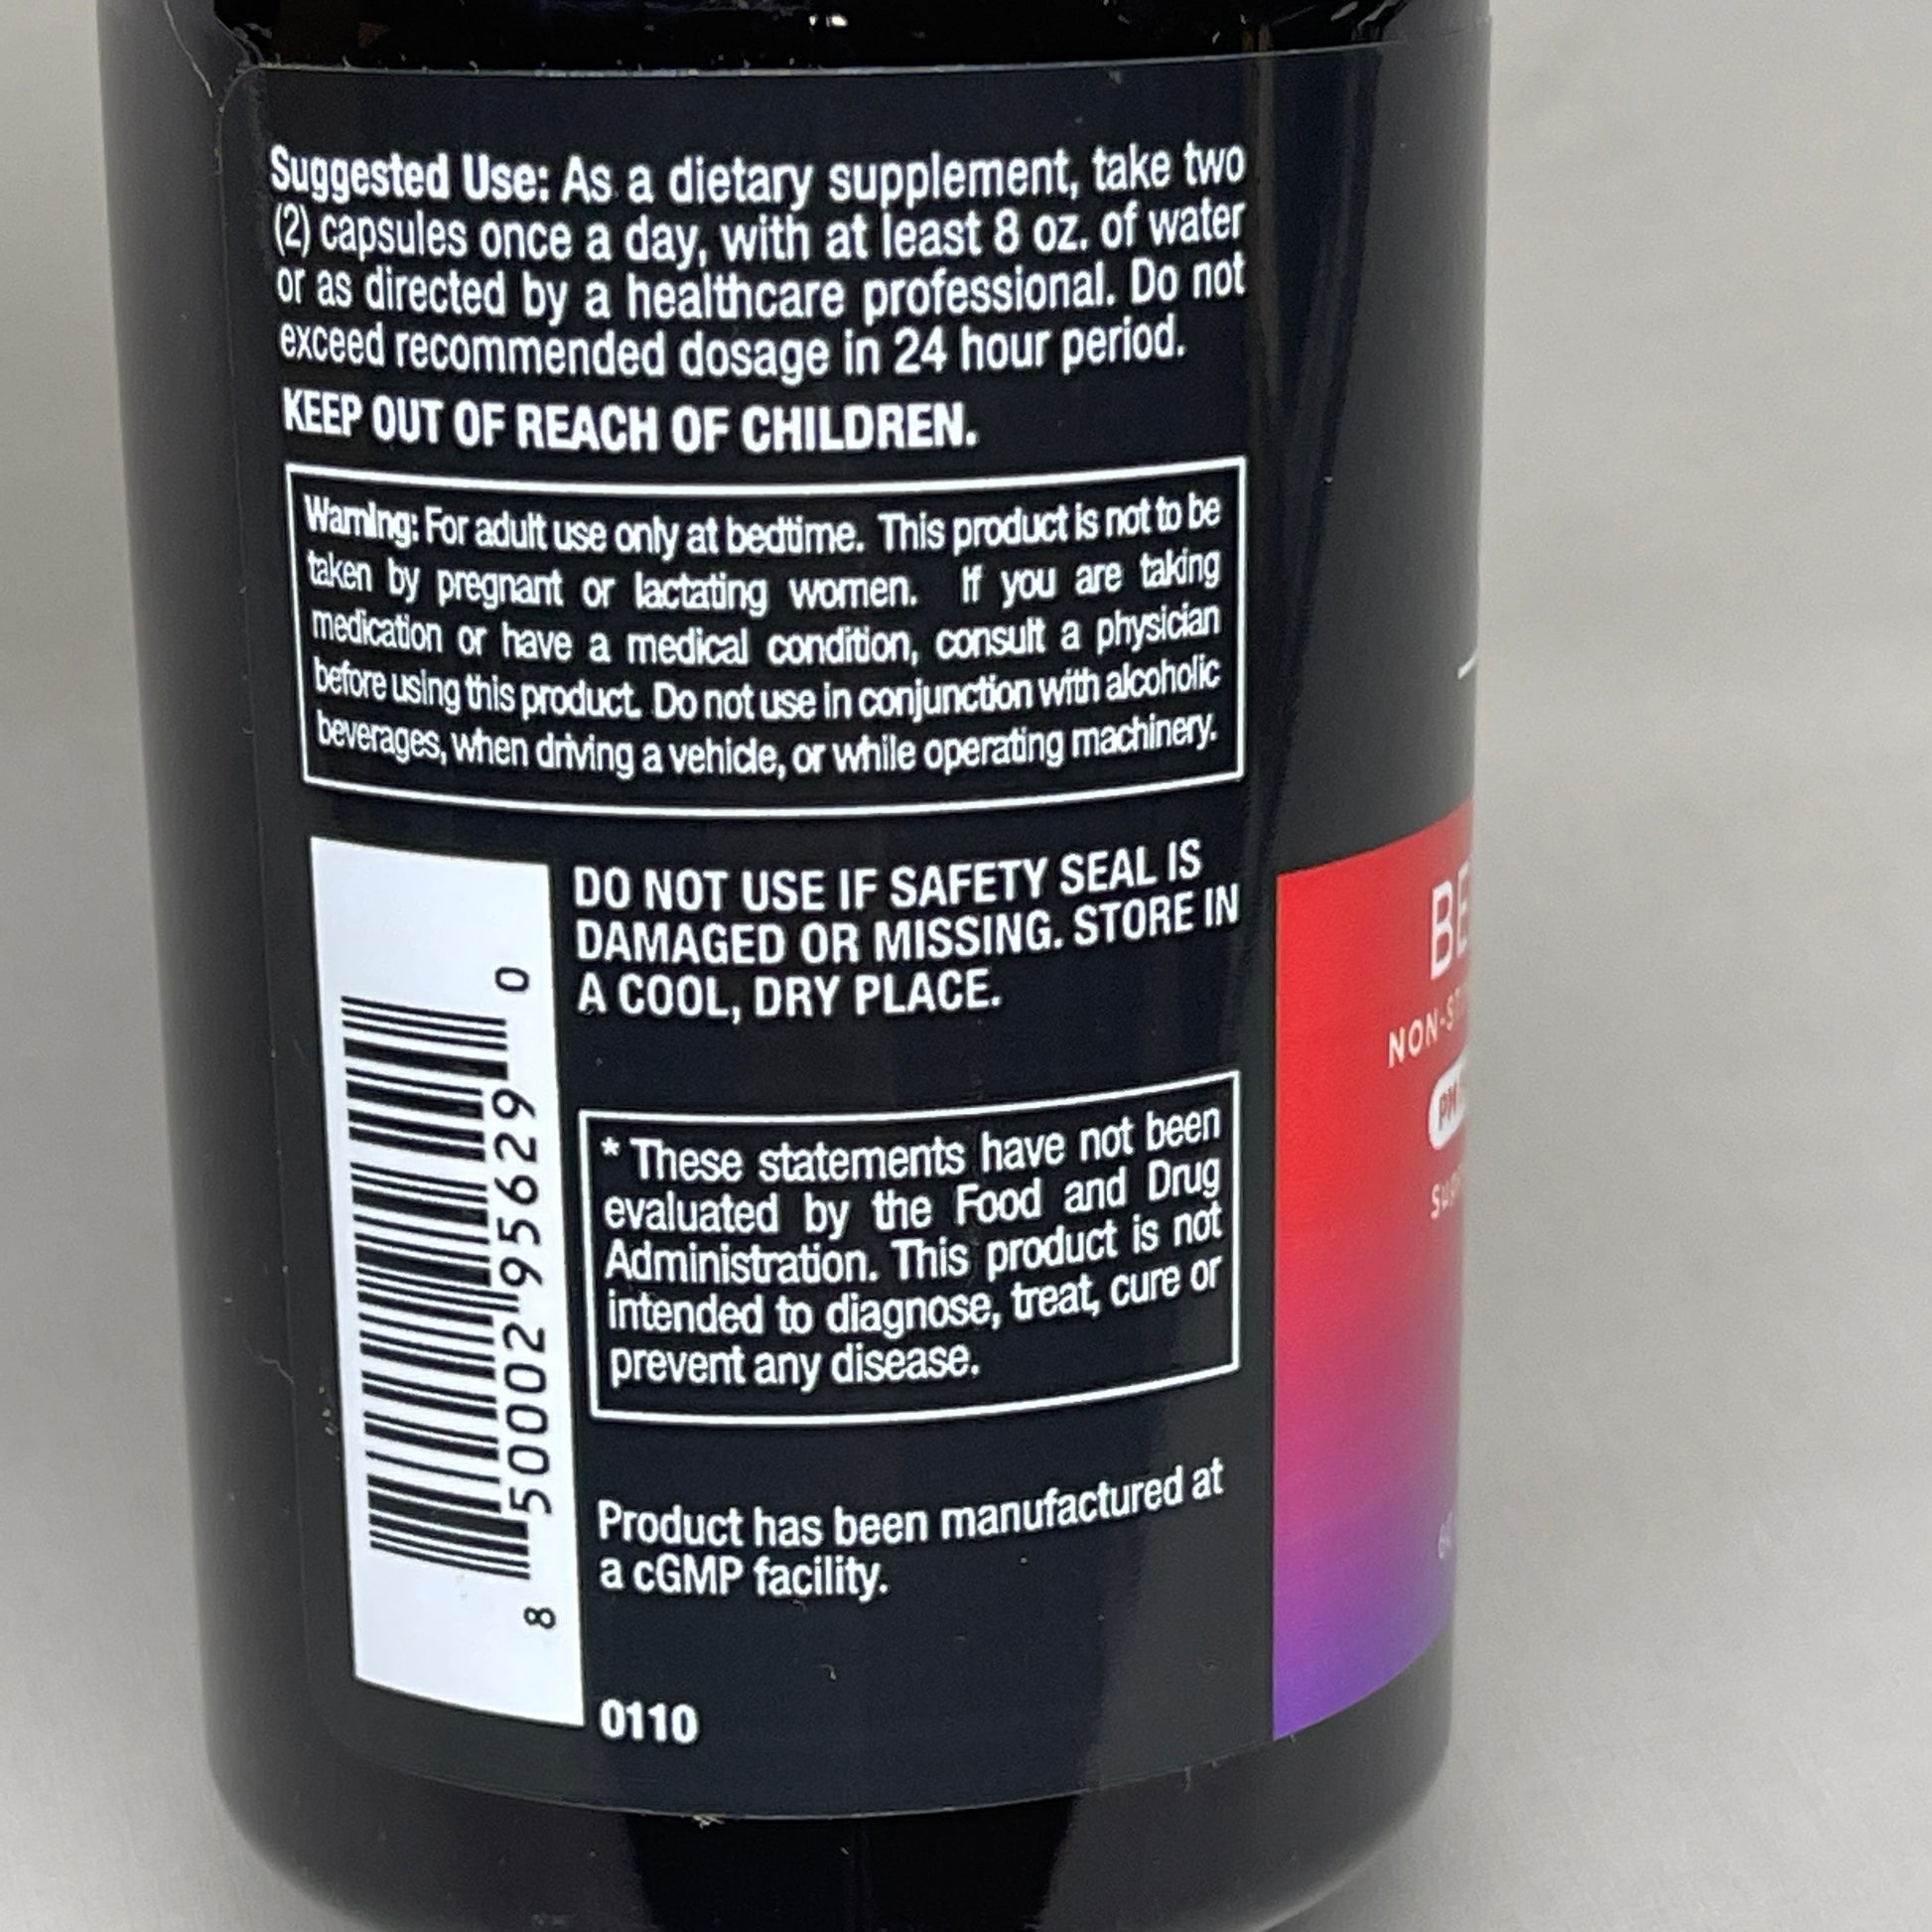 Suggested Use: As a dietary supplement, take two
(2) capsules once a day, with at least 8 oz. of water
or as directed by a healthcare professional. Do not
exceed recommended dosage in 24 hour period.
KEEP OUT OF REACH OF CHILDREN.
Warning: For adult use only at bedtime. This product is not to be
taken by pregnant or lactating women. If you are taking
medication or have a medical condition, consult a physician
before using this product. Do not use in conjunction with alcoholic
beverages, when driving a vehicle, or while operating machinery.
DO NOT USE IF SAFETY SEAL IS
DAMAGED OR MISSING. STORE IN
A COOL, DRY PLACE.
8 50002 95629 0
* These statements have not been
evaluated by the Food and Drug
Administration. This product is not
intended to diagnose, treat, cure or
prevent any disease.
Product has been manufactured at
a cGMP facility.
0110